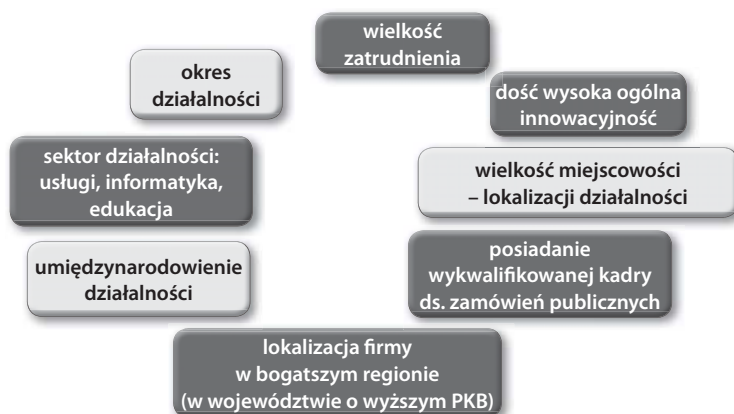 wielkość
zatrudnienia
okres
działalności
dość wysoka ogólna
innowacyjność
sektor działalności:
usługi, informatyka,
edukacja
wielkość miejscowości
– lokalizacji działalności
umiędzynarodowienie
działalności
posiadanie
wykwalifikowanej kadry
ds. zamówień publicznych
lokalizacja firmy
w bogatszym regionie
(w województwie o wyższym PKB)